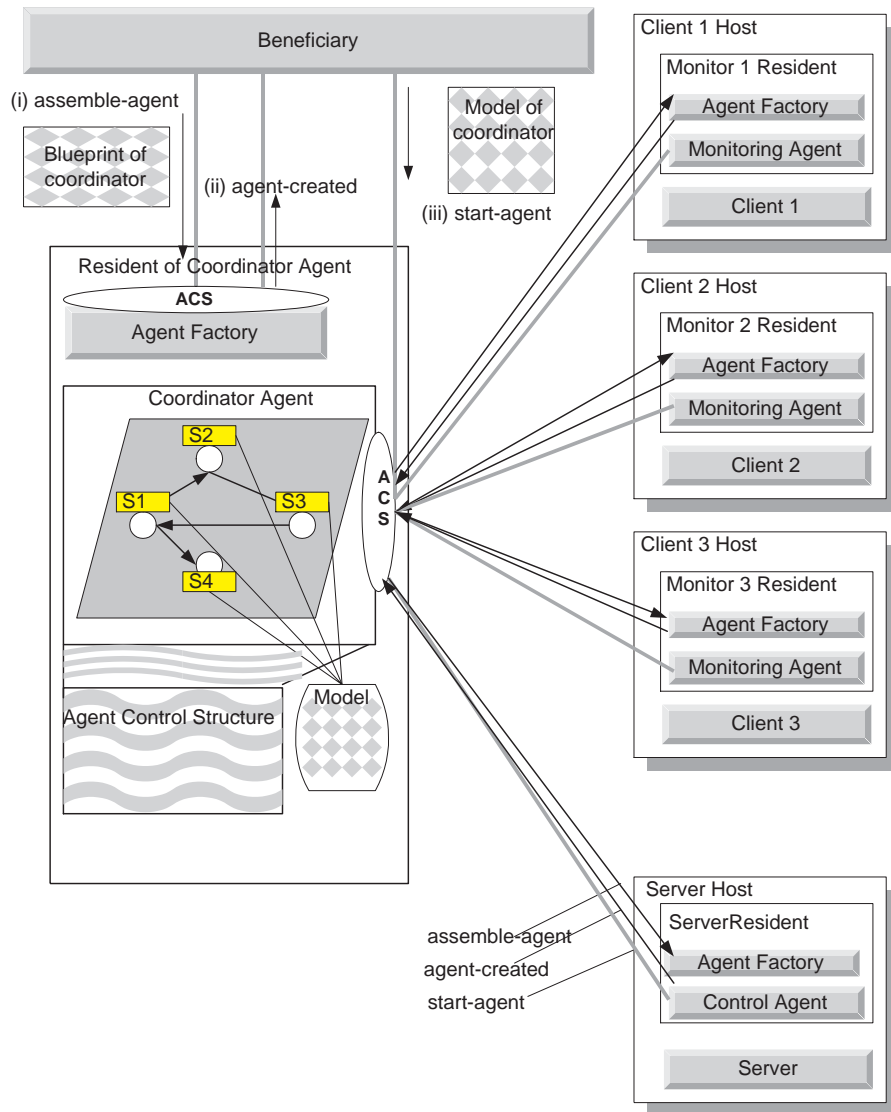 Beneficiary
(i) assemble-agent
Blueprint of
coordinator
(ii) agent-created
Model of
coordinator
(iii) start-agent
Resident of Coordinator Agent
ACS
Agent Factory
Coordinator Agent
S2
S1
S3
S4
A
C
S
Agent Control Structure
Model
Client 1 Host
Monitor 1 Resident
Agent Factory
Monitoring Agent
Client 1
Client 2 Host
Monitor 2 Resident
Agent Factory
Monitoring Agent
Client 2
Client 3 Host
Monitor 3 Resident
Agent Factory
Monitoring Agent
Client 3
assemble-agent
agent-created
start-agent
Server Host
ServerResident
Agent Factory
Control Agent
Server